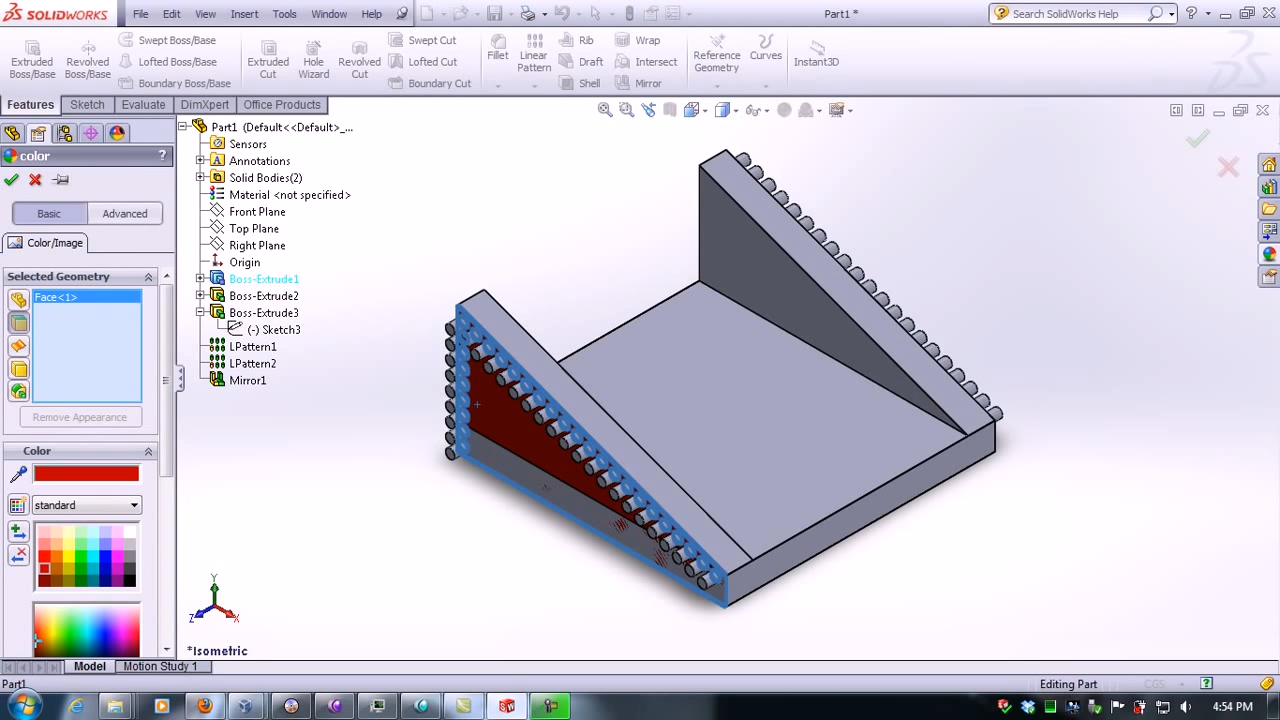 SOLIDWORKS
File Edit View Insert Tools Window Help
Part1 *
Search SolidWorks Help
Extruded Boss/Base
Revolved Boss/Base
Swept Boss/Base
Lofted Boss/Base
Boundary Boss/Base
Extruded Cut
Hole Wizard
Revolved Cut
Swept Cut
Lofted Cut
Boundary Cut
Fillet
Linear Pattern
Rib
Draft
Shell
Wrap
Intersect
Mirror
Reference Geometry
Curves
Instant3D
Features Sketch Evaluate DimXpert Office Products
color ?
Basic Advanced
Color/Image
Selected Geometry
Face<1>
Remove Appearance
Color
standard
Part1 (Default<<Default>_...
Sensors
Annotations
Solid Bodies(2)
Material <not specified>
Front Plane
Top Plane
Right Plane
Origin
Boss-Extrude1
Boss-Extrude2
Boss-Extrude3
(-) Sketch3
LPattern1
LPattern2
Mirror1
Y
Z X
*Isometric
Model Motion Study 1
Part1 Editing Part CGS
4:54 PM